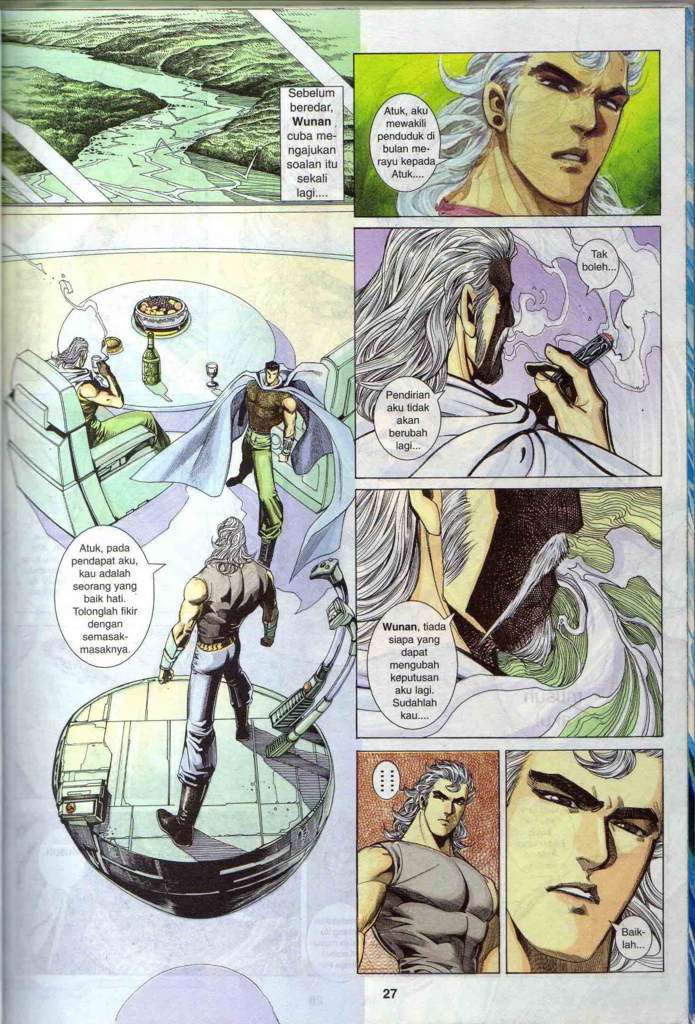 Sebelum
beredar,
Wunan
cuba me-
ngajukan
soalan itu
sekali
lagi....
Atuk, pada
pendapat aku,
kau adalah
seorang yang
baik hati.
Tolonglah fikir
dengan
semasak-
masaknya.
Atuk, aku
mewakili
penduduk di
bulan me-
rayu kepada
Atuk....
Tak
boleh...
Pendirian
aku tidak
akan
berubah
lagi...
Wunan, tiada
siapa yang
dapat
mengubah
keputusan
aku lagi.
Sudahlah
kau....
Baik-
lah...
27